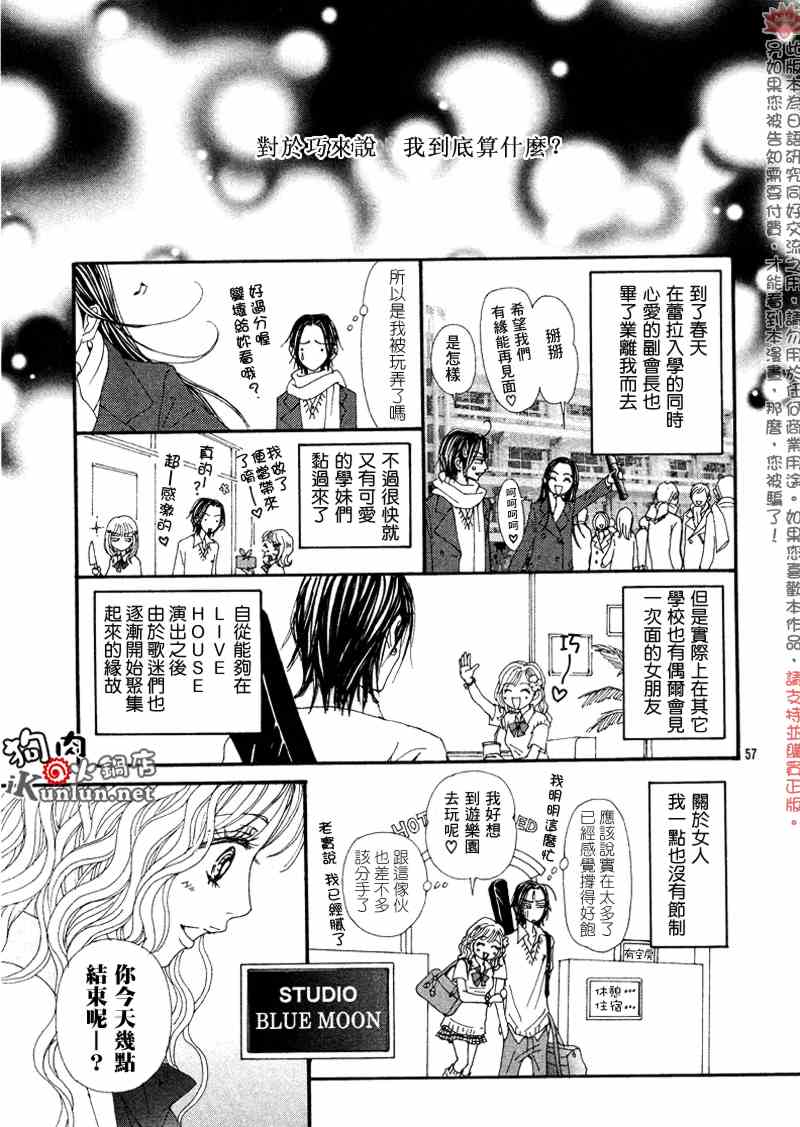 對於巧來說　我到底算什麼?
到了春天
在蕾拉入學的同時
心愛的副會長也
畢了業離我而去
掰掰
希望我們
有緣能再見面♡
是怎樣
呵呵呵呵♡
所以是我
被玩弄了嗎
好過分喔
變壞給妳看哦?
不過很快就
又有可愛
的學妹們
黏過來了
我做了
便當帶來
了唷—♡
真的—?
超—感激的♡
但是實際上在其它
學校也有偶爾會見
一次面的女朋友
巧
♡
自從能夠在
LIVE
HOUSE
演出之後
由於歌迷們也
逐漸開始聚集
起來的緣故
57
關於女人
我一點也沒有節制
應該說實在太多了
已經感覺撐得好飽
我明明這麼忙
我好想
到遊樂園
去玩呢♡
跟這傢伙
也差不多
該分手了
老實說 我已經膩了
HOT
ED
有空房
休憩…
住宿…
STUDIO
BLUE MOON
你今天幾點
結束呢—?
此版本為日語研究同好交流之用,請勿用於任何商業用途。如果您喜歡本作品,請支持並購買正版。
另如果您被告知需要付費,才能看到本漫畫,那麼,您被騙了!
狗肉
火鍋店
iKunlun.net